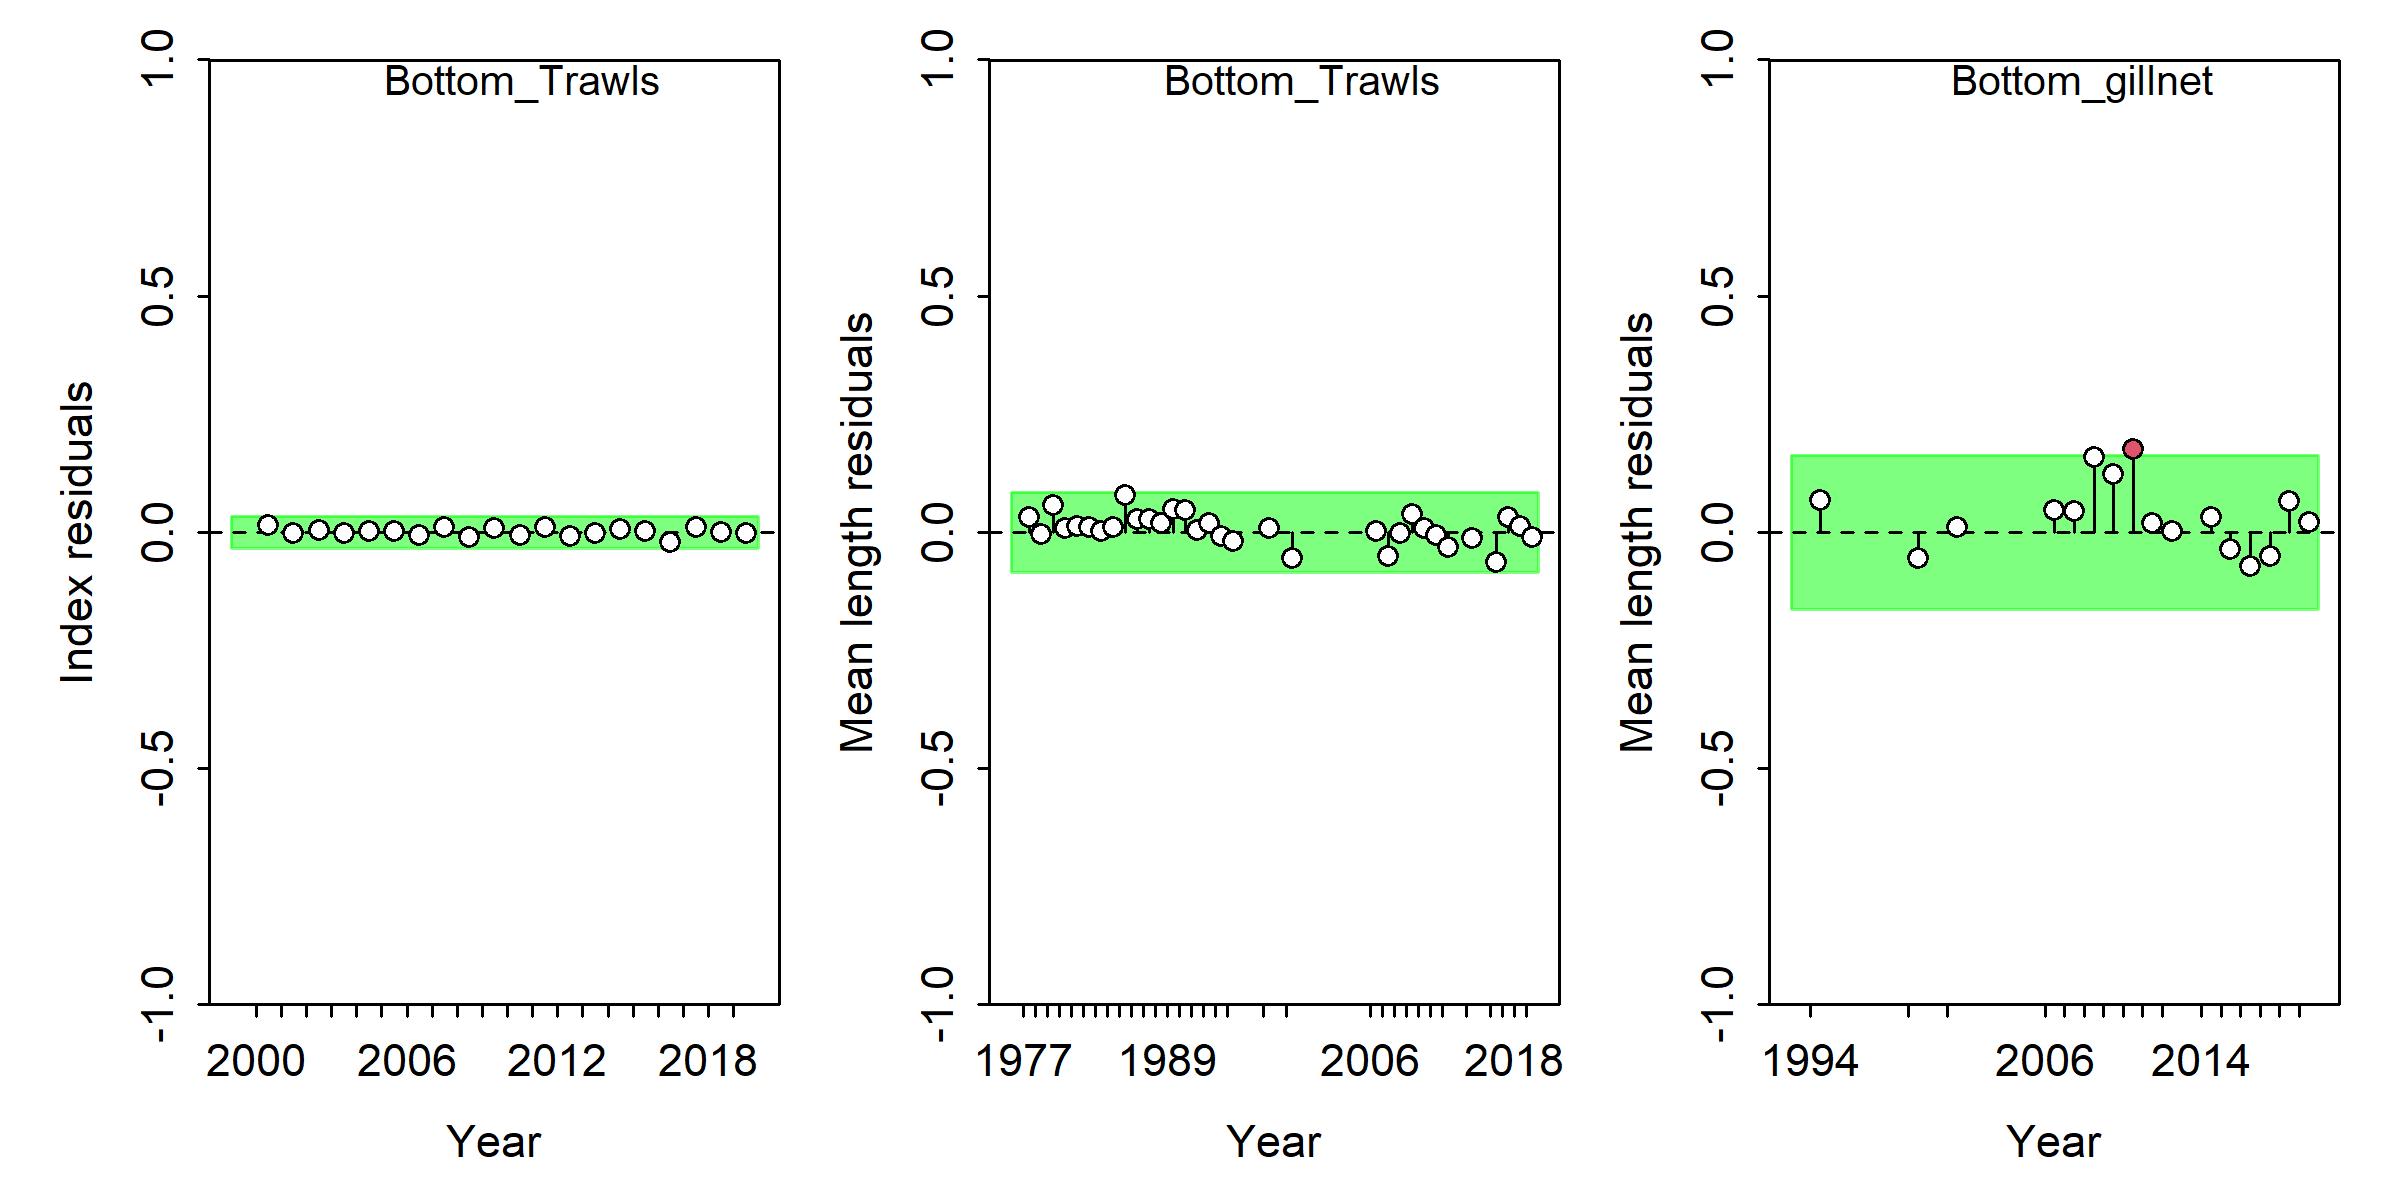 Bottom_Trawls
Index residuals
1.0
0.5
0.0
-0.5
-1.0
2000 2006 2012 2018
Year
Bottom_Trawls
Mean length residuals
1.0
0.5
0.0
-0.5
-1.0
1977 1989 2006 2018
Year
Bottom_gillnet
Mean length residuals
1.0
0.5
0.0
-0.5
-1.0
1994 2006 2014
Year